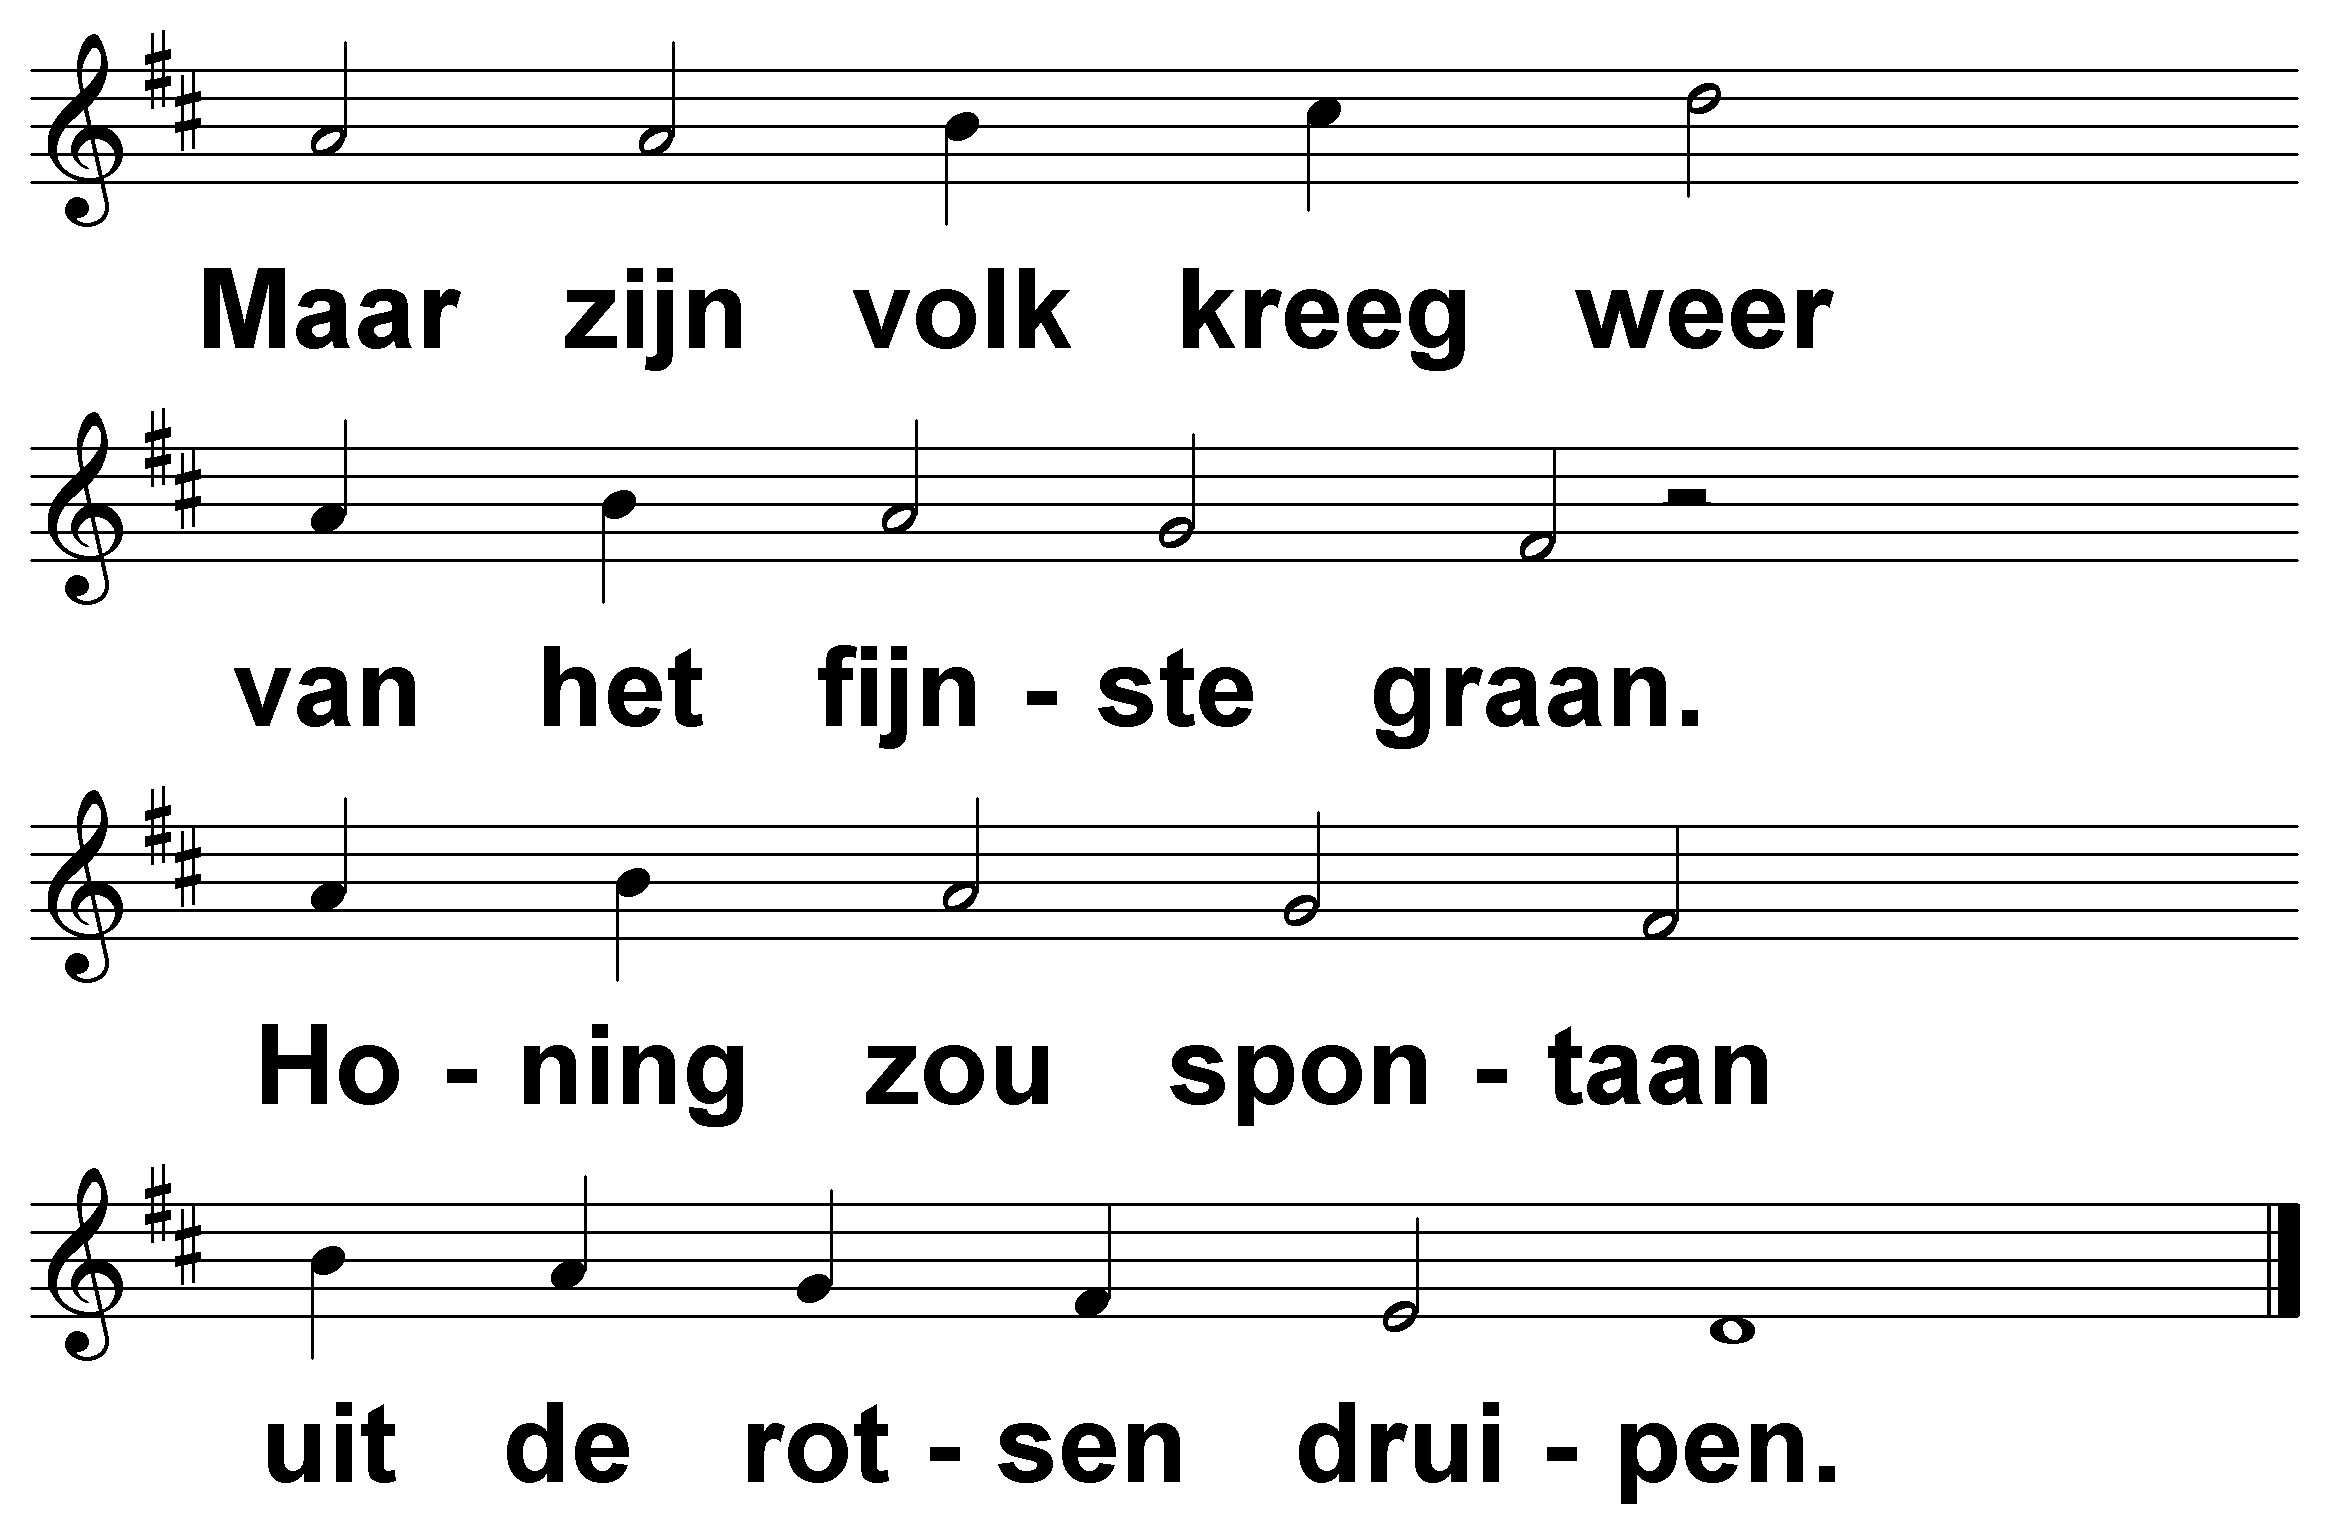 Maar zijn volk kreeg weer
van het fijn - ste graan.
Ho - ning zou spon - taan
uit de rot - sen drui - pen.